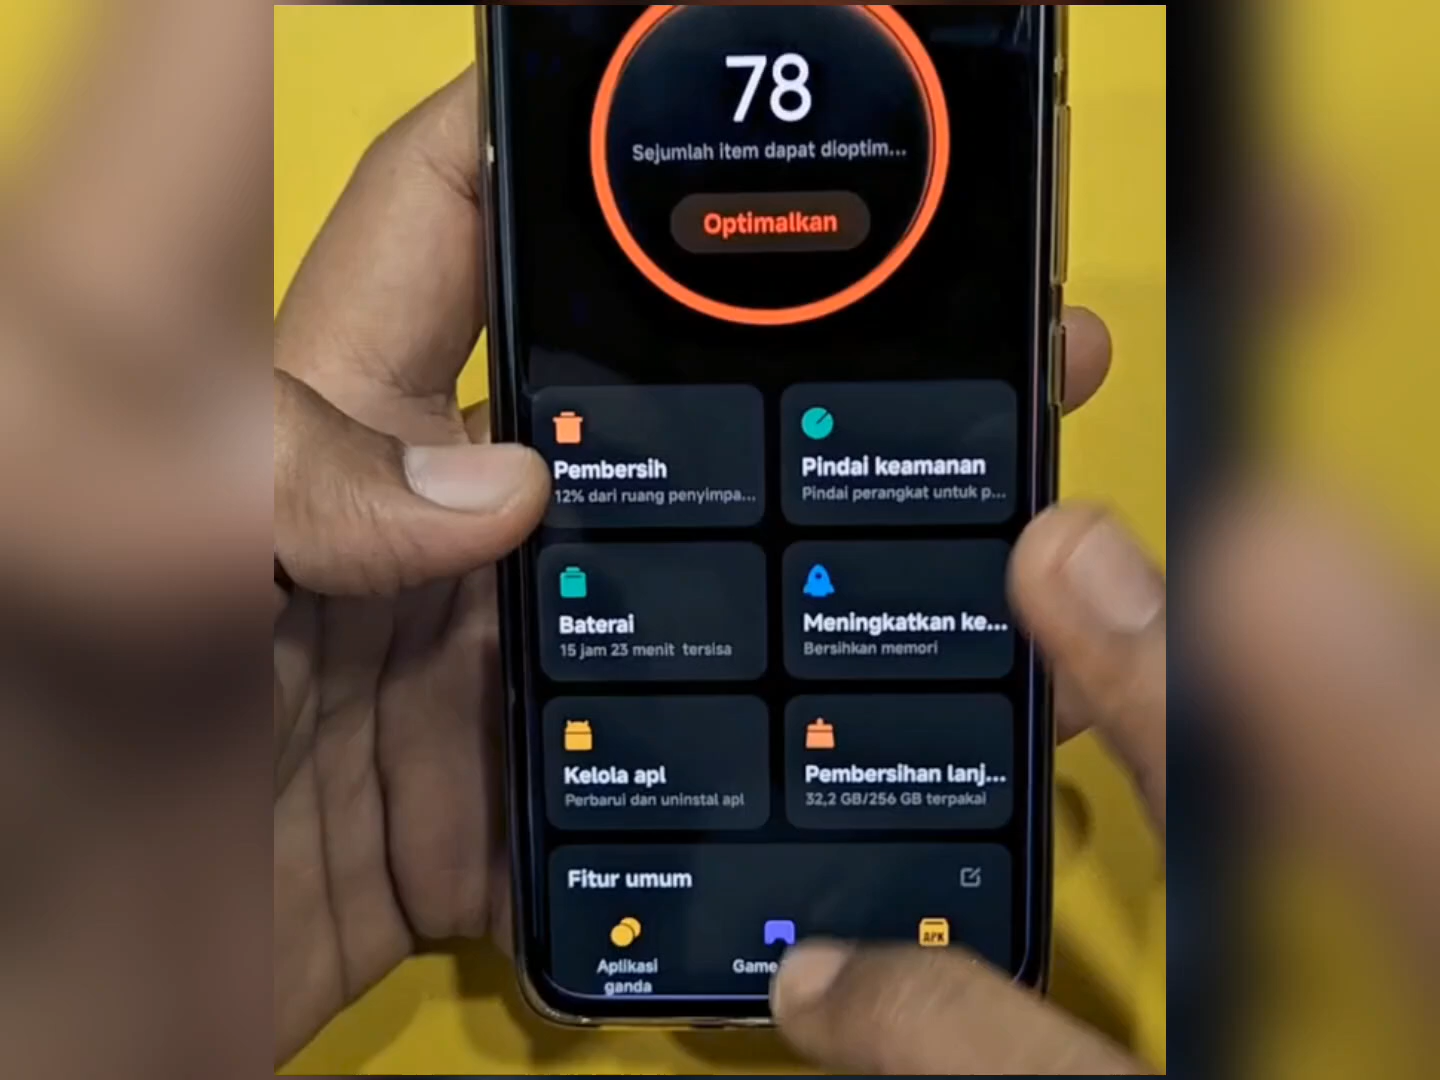 78
Sejumlah item dapat dioptim...
Optimalkan
Pembersih
12% dari ruang penyimpa...
Pindai keamanan
Pindai perangkat untuk p...
Baterai
15 jam 23 menit tersisa
Meningkatkan ke...
Bersihkan memori
Kelola apl
Perbarui dan uninstal apl
Pembersihan lanj...
32,2 GB/256 GB terpakai
Fitur umum
APK
Aplikasi
ganda
Game